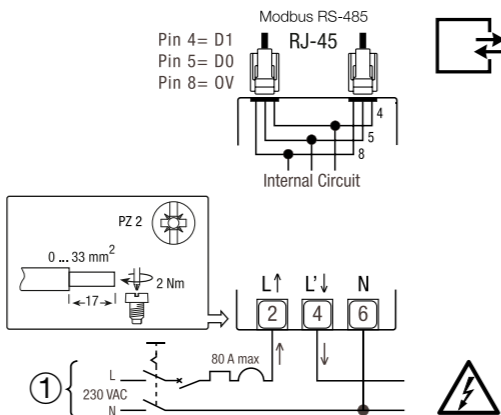 Modbus RS-485
Pin 4= D1
RJ-45
Pin 5= D0
Pin 8= 0V
4
5
8
Internal Circuit
PZ 2
0 ... 33 mm²
2 Nm
17
L↑ L'↓ N
2 4 6
80 A max
1
L
230 VAC
N